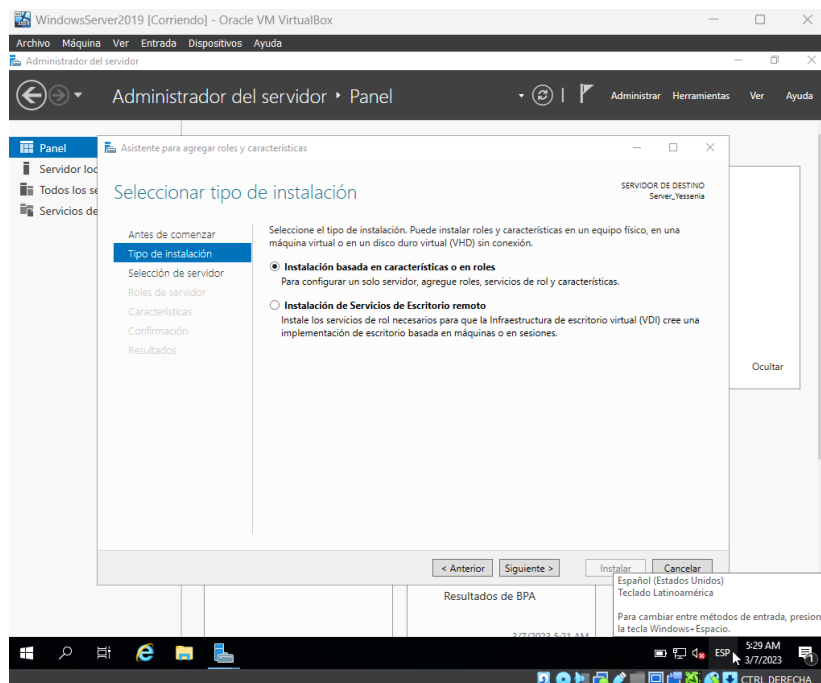 WindowsServer2019 [Corriendo] - Oracle VM VirtualBox
Archivo Máquina Ver Entrada Dispositivos Ayuda
Administrador del servidor
Administrador del servidor Panel
Administrar Herramientas Ver Ayuda
Panel
Servidor loc
Todos los se
Servicios de
Asistente para agregar roles y características
Seleccionar tipo de instalación
SERVIDOR DE DESTINO
Server_Yessenia
Antes de comenzar
Tipo de instalación
Selección de servidor
Roles de servidor
Características
Confirmación
Resultados
Seleccione el tipo de instalación. Puede instalar roles y características en un equipo físico, en una
máquina virtual o en un disco duro virtual (VHD) sin conexión.
Instalación basada en características o en roles
Para configurar un solo servidor, agregue roles, servicios de rol y características.
Instalación de Servicios de Escritorio remoto
Instale los servicios de rol necesarios para que la Infraestructura de escritorio virtual (VDI) cree una
implementación de escritorio basada en máquinas o en sesiones.
Ocultar
< Anterior Siguiente > Instalar Cancelar
Resultados de BPA
3/7/2023 5:21 AM
Español (Estados Unidos)
Teclado Latinoamérica
Para cambiar entre métodos de entrada, presion
la tecla Windows+Espacio.
ESP
5:29 AM
3/7/2023
1
CTRL DERECHA